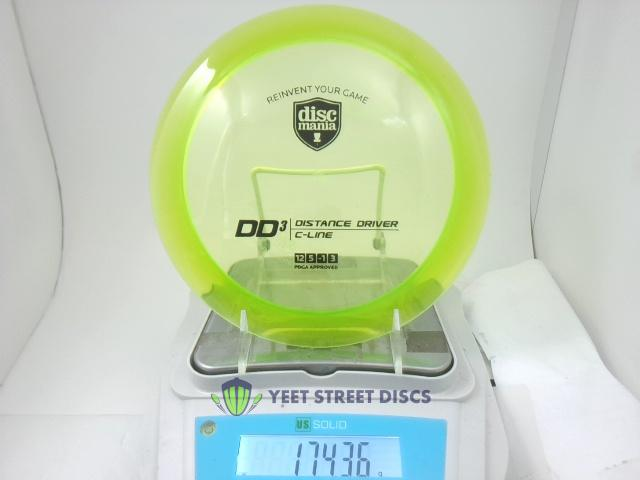 REINVENT YOUR GAME
disc
mania
DD3 DISTANCE DRIVER
C-LINE
12 5 -1 3
PDGA APPROVED
YEET STREET DISCS
US SOLID
174.36 g